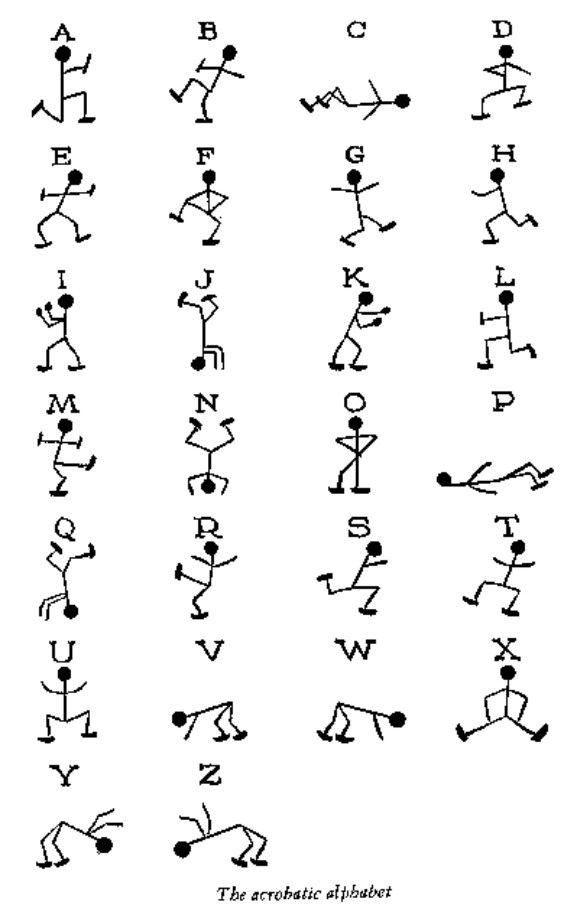 A B C D
E F G H
I J K L
M N O P
Q R S T
U V W X
Y Z
The acrobatic alphabet